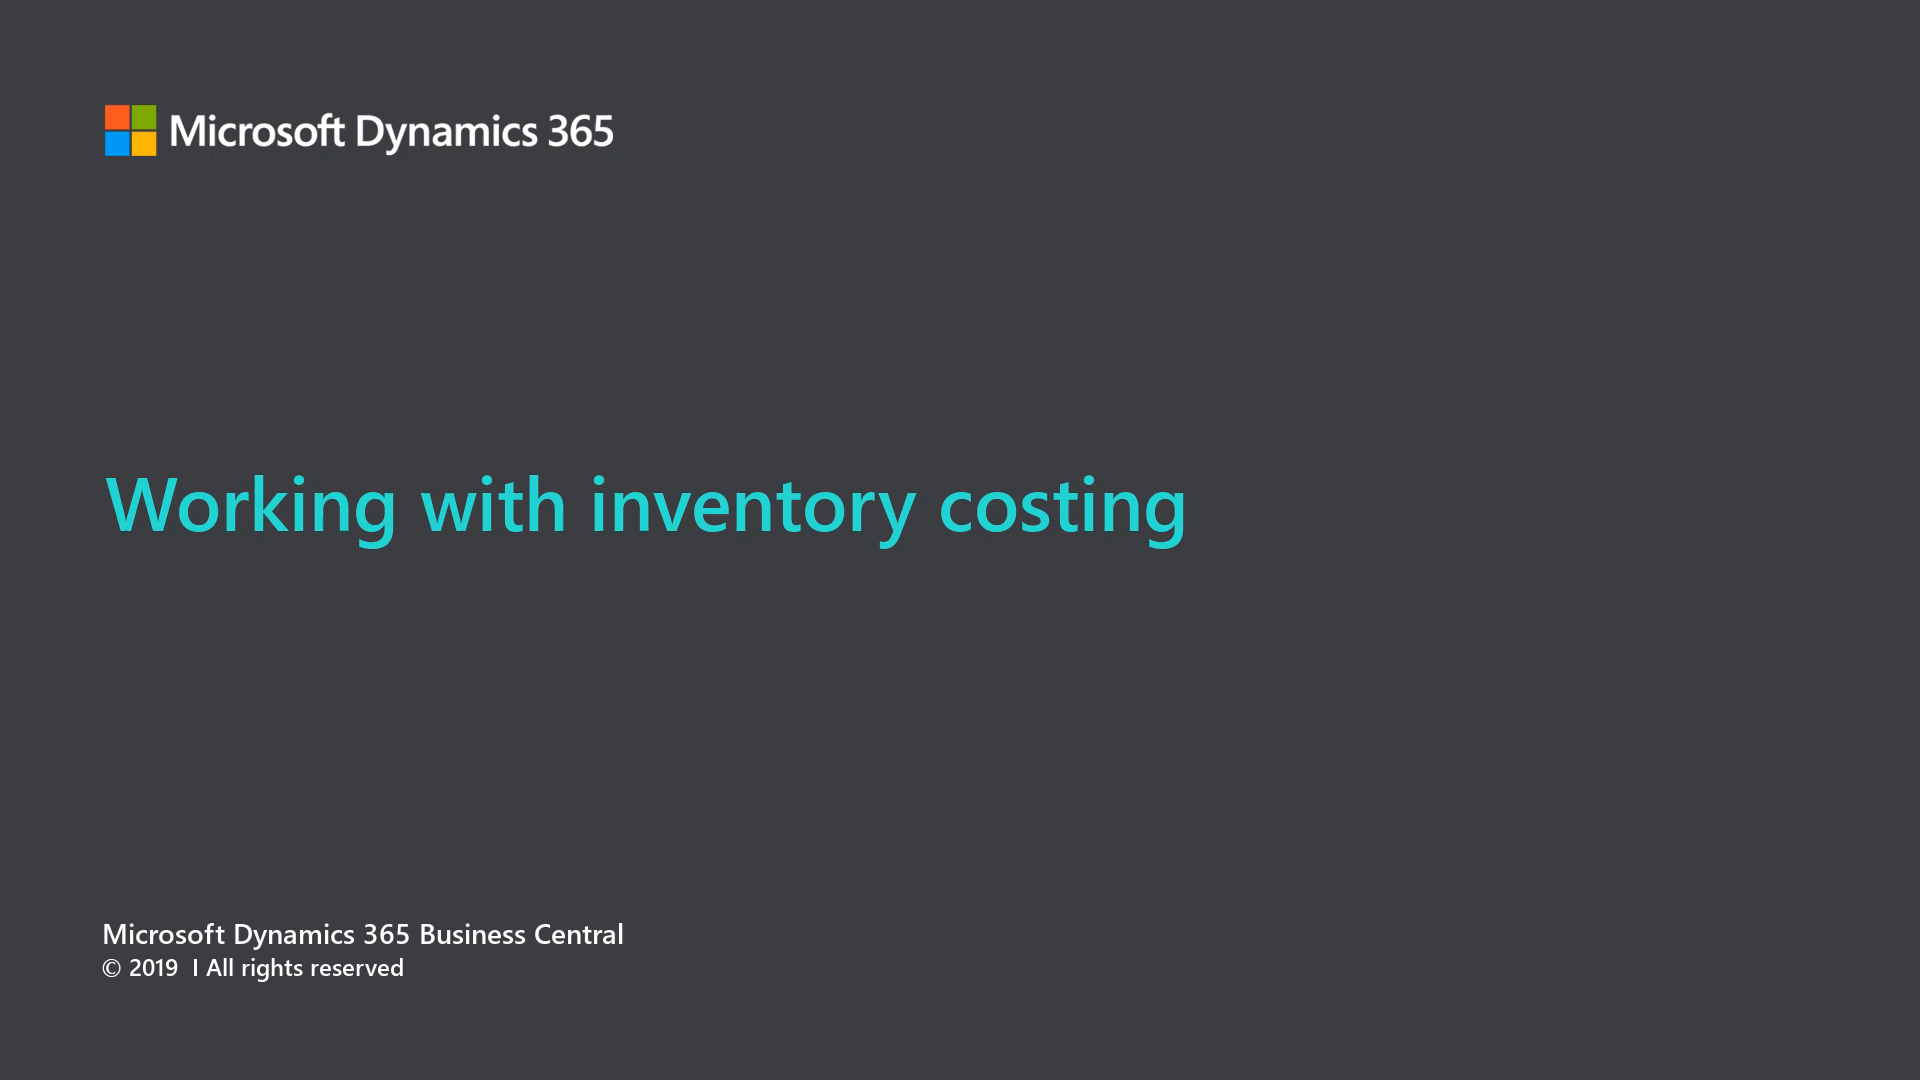 Microsoft Dynamics 365
Working with inventory costing
Microsoft Dynamics 365 Business Central
© 2019 I All rights reserved